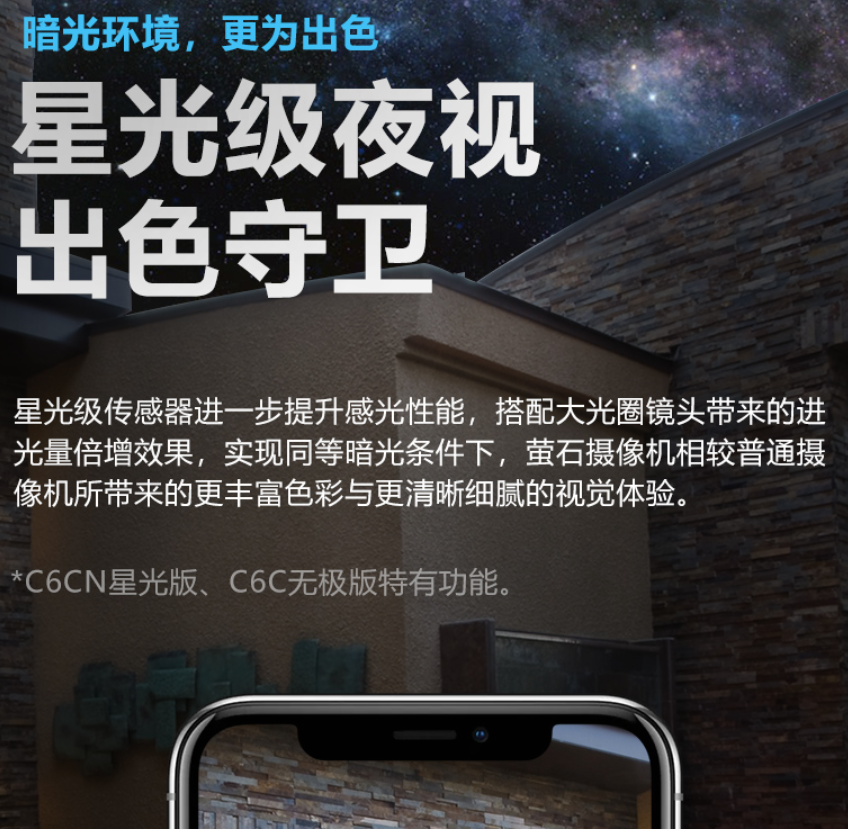 暗光环境，更为出色
星光级夜视
出色守卫
星光级传感器进一步提升感光性能，搭配大光圈镜头带来的进
光量倍增效果，实现同等暗光条件下，萤石摄像机相较普通摄
像机所带来的更丰富色彩与更清晰细腻的视觉体验。
*C6CN星光版、C6C无极版特有功能。